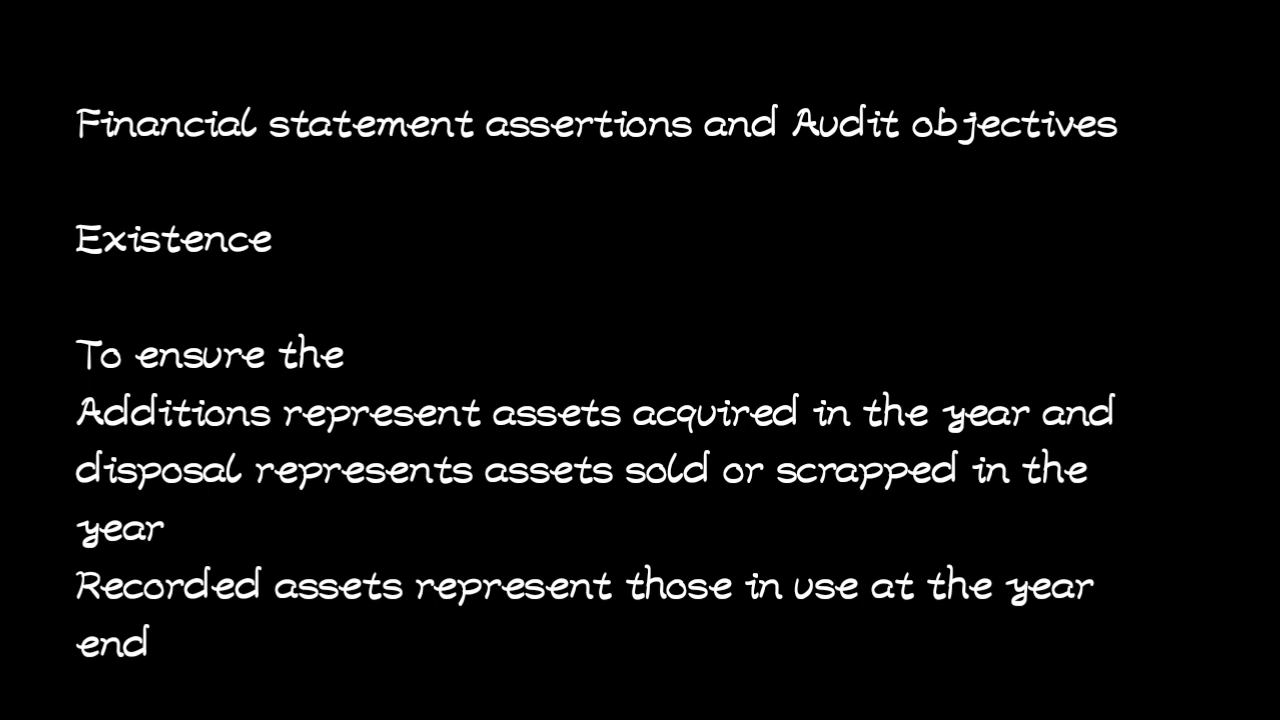 Financial statement assertions and Audit objectives
Existence
To ensure the
Additions represent assets acquired in the year and
disposal represents assets sold or scrapped in the
year
Recorded assets represent those in use at the year
end